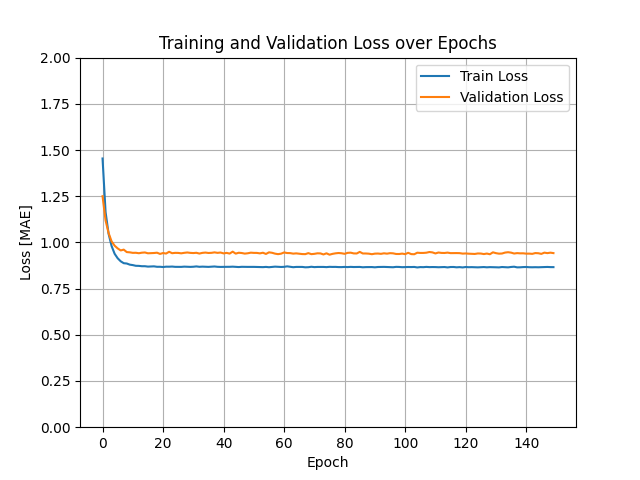 Training and Validation Loss over Epochs
Train Loss
Validation Loss
Loss [MAE]
2.00
1.75
1.50
1.25
1.00
0.75
0.50
0.25
0.00
0 20 40 60 80 100 120 140
Epoch